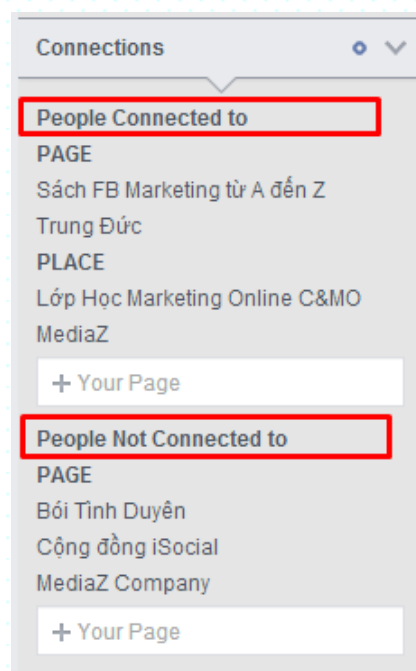 Connections
People Connected to
PAGE
Sách FB Marketing từ A đến Z
Trung Đức
PLACE
Lớp Học Marketing Online C&MO
MediaZ
+ Your Page
People Not Connected to
PAGE
Bói Tình Duyên
Cộng đồng iSocial
MediaZ Company
+ Your Page